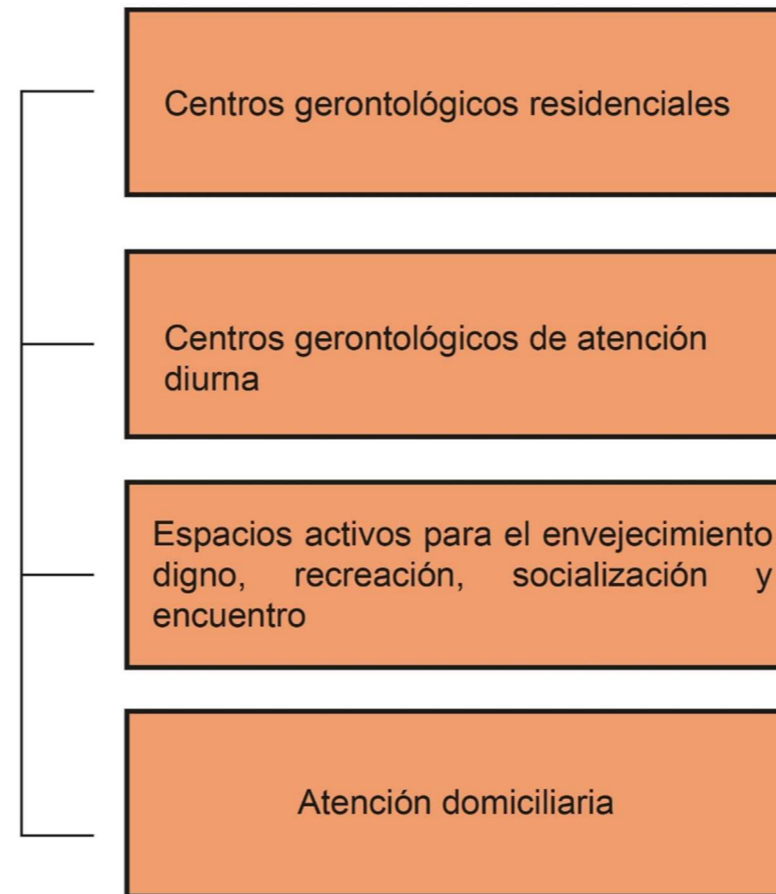 Centros gerontológicos residenciales
Centros gerontológicos de atención
diurna
Espacios activos para el envejecimiento
digno, recreación, socialización y
encuentro
Atención domiciliaria